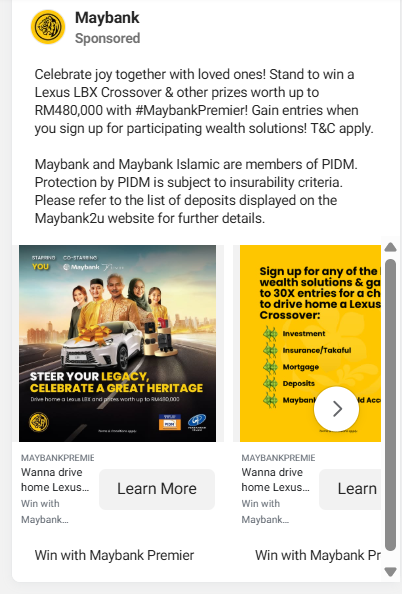 Maybank
Sponsored
Celebrate joy together with loved ones! Stand to win a
Lexus LBX Crossover & other prizes worth up to
RM480,000 with #MaybankPremier! Gain entries when
you sign up for participating wealth solutions! T&C apply.
Maybank and Maybank Islamic are members of PIDM.
Protection by PIDM is subject to insurability criteria.
Please refer to the list of deposits displayed on the
Maybank2u website for further details.
STARRING
YOU
CO-STARRING
Maybank
STEER YOUR LEGACY,
CELEBRATE A GREAT HERITAGE
Drive home a Lexus LBX and prizes worth up to RM480,000
PIDM
Terms & conditions apply
Sign up for any of the
wealth solutions & ga
to 30X entries for a ch
to drive home a Lexus
Crossover:
Investment
Insurance/Takaful
Mortgage
Deposits
Maybank
ld Acc
MAYBANKPREMIE
Wanna drive
home Lexus...
Win with
Maybank...
Learn More
MAYBANKPREMIE
Wanna drive
home Lexus...
Win with
Maybank...
Learn
Win with Maybank Premier
Win with Maybank Pr